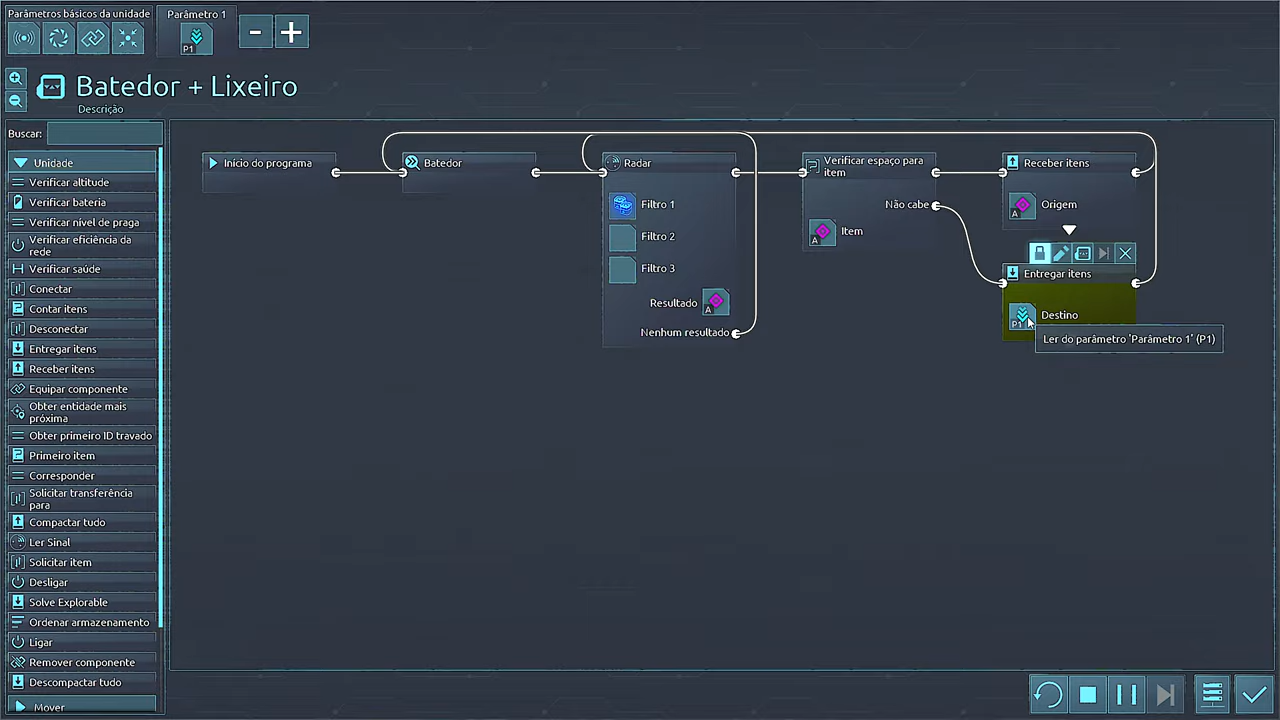 Parâmetros básicos da unidade
Parâmetro 1
P1
Batedor + Lixeiro
Descrição
Buscar:
Unidade
Verificar altitude
Verificar bateria
Verificar nível de praga
Verificar eficiência da
rede
Verificar saúde
Conectar
Contar itens
Desconectar
Entregar itens
Receber itens
Equipar componente
Obter entidade mais
próxima
Obter primeiro ID travado
Primeiro item
Corresponder
Solicitar transferência
para
Compactar tudo
Ler Sinal
Solicitar item
Desligar
Solve Explorable
Ordenar armazenamento
Ligar
Remover componente
Descompactar tudo
Mover
Início do programa
Batedor
Radar
Filtro 1
Filtro 2
Filtro 3
Resultado
A
Nenhum resultado
Verificar espaço para
item
Não cabe
A
Item
Receber itens
A
Origem
Entregar itens
P1
Destino
Ler do parâmetro 'Parâmetro 1' (P1)